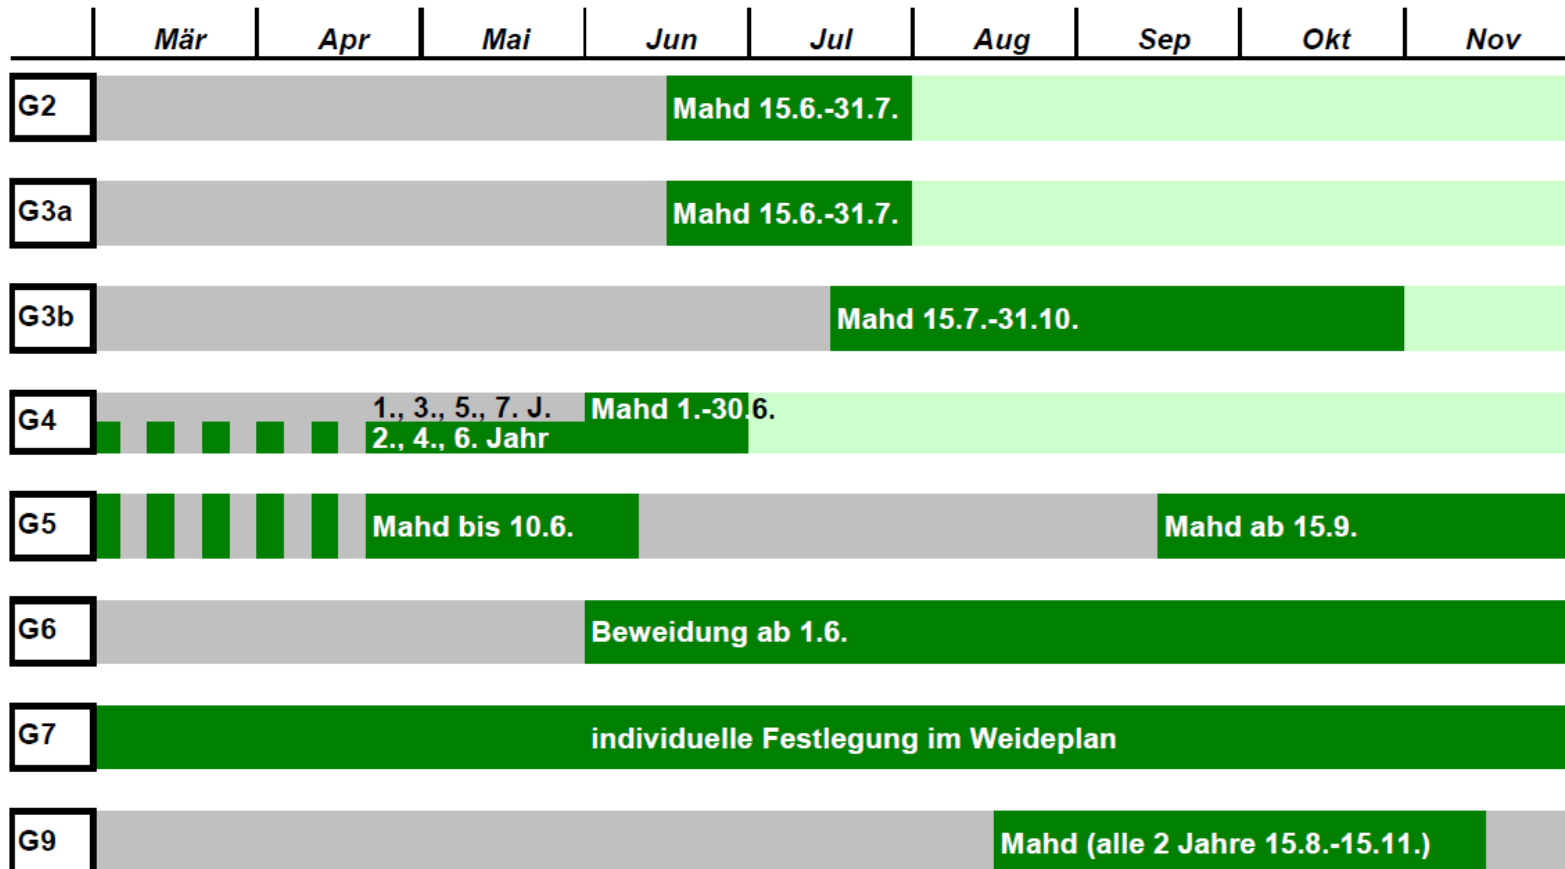 Mär Apr Mai Jun Jul Aug Sep Okt Nov
G2 Mahd 15.6.-31.7.
G3a Mahd 15.6.-31.7.
G3b Mahd 15.7.-31.10.
G4 1., 3., 5., 7. J. Mahd 1.-30.6.
2., 4., 6. Jahr
G5 Mahd bis 10.6. Mahd ab 15.9.
G6 Beweidung ab 1.6.
G7 individuelle Festlegung im Weideplan
G9 Mahd (alle 2 Jahre 15.8.-15.11.)